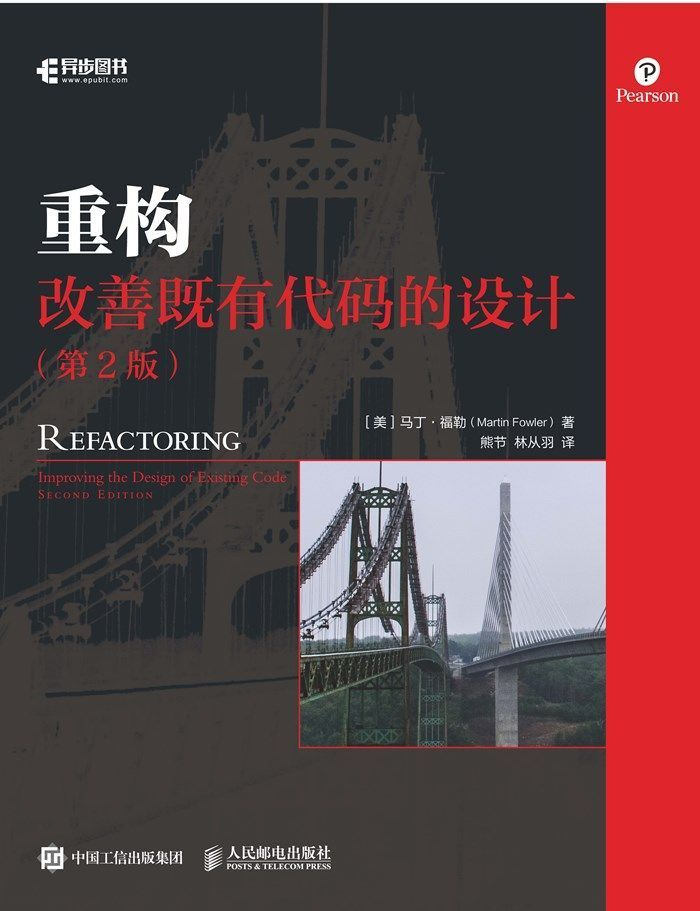 异步图书
www.epubit.com
Pearson
重构
改善既有代码的设计
（第2版）
［美］马丁·福勒（Martin Fowler）著
熊节 林从羽 译
REFACTORING
Improving the Design of Existing Code
SECOND EDITION
中国工信出版集团
人民邮电出版社
POSTS & TELECOM PRESS